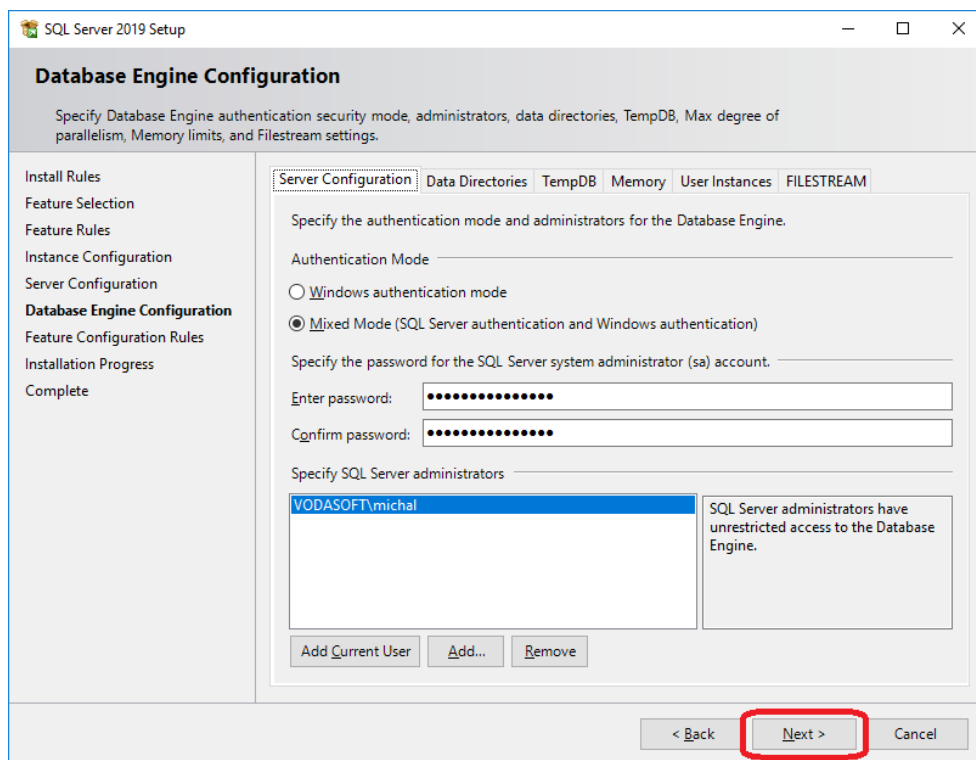 SQL Server 2019 Setup
Database Engine Configuration
Specify Database Engine authentication security mode, administrators, data directories, TempDB, Max degree of
parallelism, Memory limits, and Filestream settings.
Install Rules
Feature Selection
Feature Rules
Instance Configuration
Server Configuration
Database Engine Configuration
Feature Configuration Rules
Installation Progress
Complete
Server Configuration Data Directories TempDB Memory User Instances FILESTREAM
Specify the authentication mode and administrators for the Database Engine.
Authentication Mode
Windows authentication mode
Mixed Mode (SQL Server authentication and Windows authentication)
Specify the password for the SQL Server system administrator (sa) account.
Enter password: ●●●●●●●●●●●●●●●
Confirm password: ●●●●●●●●●●●●●●●
Specify SQL Server administrators
VODASOFT\michal
SQL Server administrators have
unrestricted access to the Database
Engine.
Add Current User Add... Remove
< Back Next > Cancel